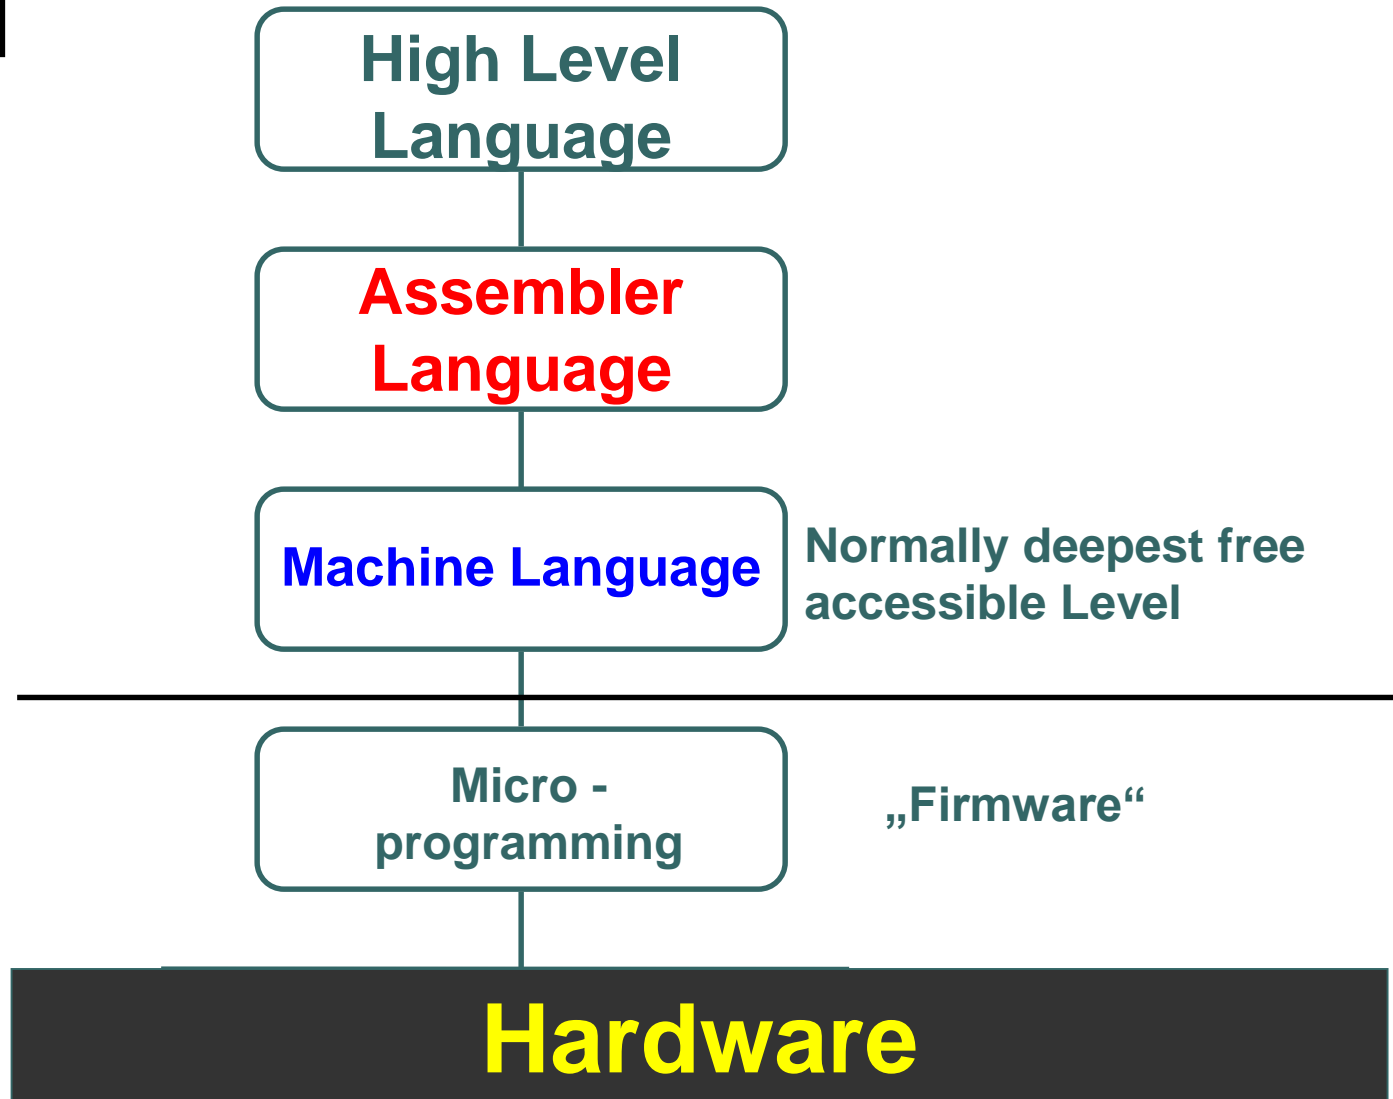 High Level
Language
Assembler
Language
Machine Language
Normally deepest free
accessible Level
Micro -
programming
„Firmware“
Hardware